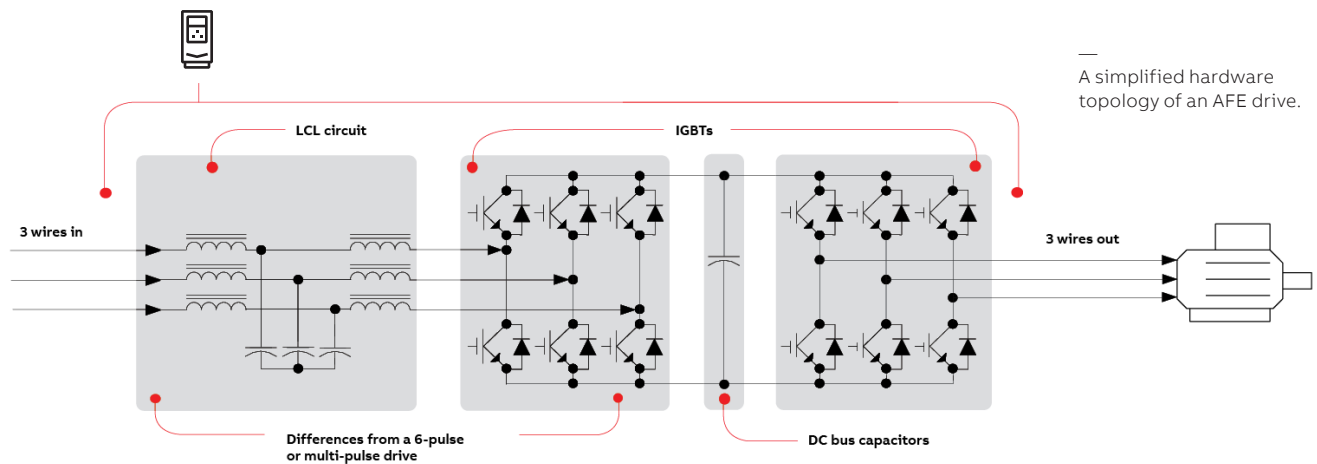 A simplified hardware
topology of an AFE drive.
LCL circuit
IGBTs
3 wires in
3 wires out
Differences from a 6-pulse
or multi-pulse drive
DC bus capacitors